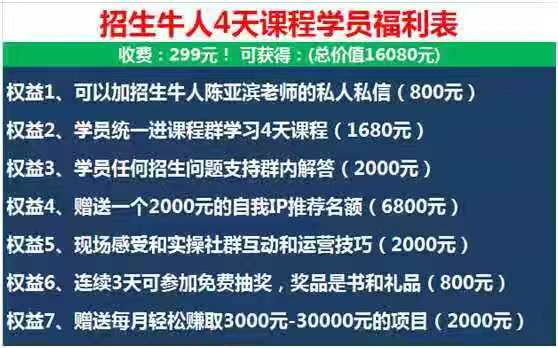 招生牛人4天课程学员福利表
收费：299元！ 可获得：(总价值16080元)
权益1、可以加招生牛人陈亚滨老师的私人私信（800元）
权益2、学员统一进课程群学习4天课程（1680元）
权益3、学员任何招生问题支持群内解答（2000元）
权益4、赠送一个2000元的自我IP推荐名额（6800元）
权益5、现场感受和实操社群互动和运营技巧（2000元）
权益6、连续3天可参加免费抽奖，奖品是书和礼品（800元）
权益7、赠送每月轻松赚取3000元-30000元的项目（2000元）